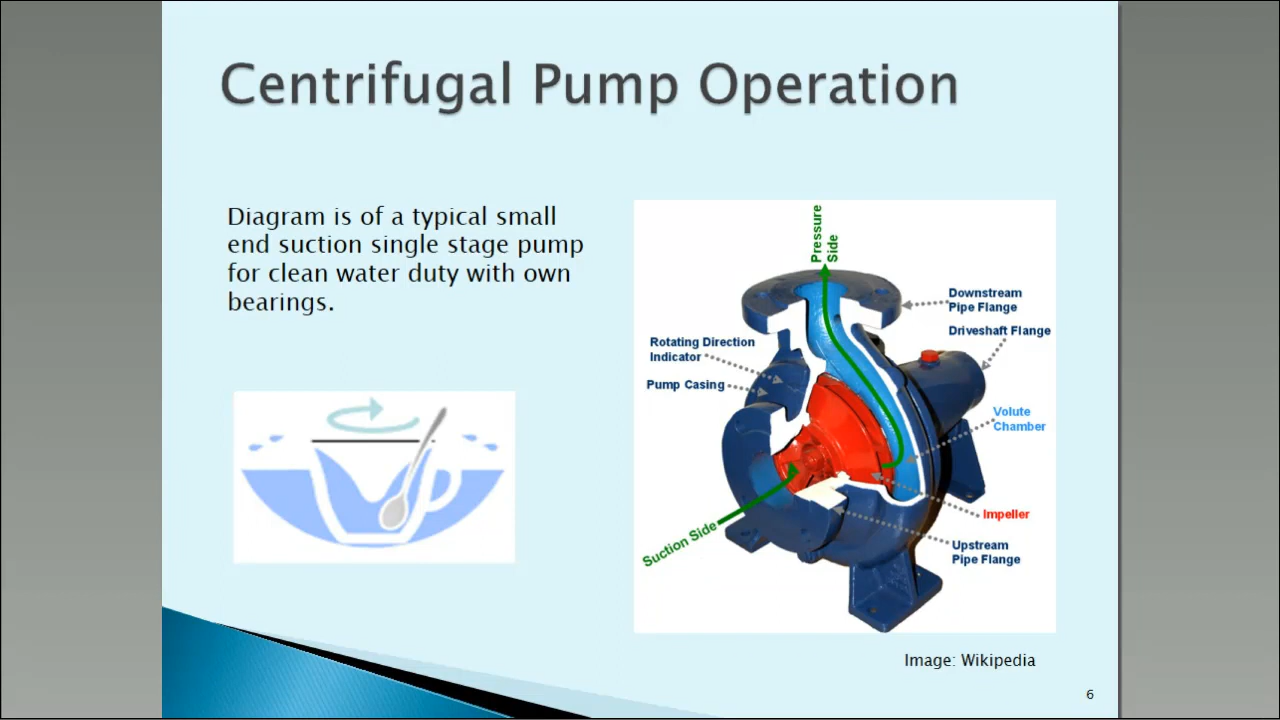 Centrifugal Pump Operation
Diagram is of a typical small
end suction single stage pump
for clean water duty with own
bearings.
Pressure
Side
Downstream
Pipe Flange
Driveshaft Flange
Rotating Direction
Indicator
Pump Casing
Volute
Chamber
Impeller
Suction Side
Upstream
Pipe Flange
Image: Wikipedia
6